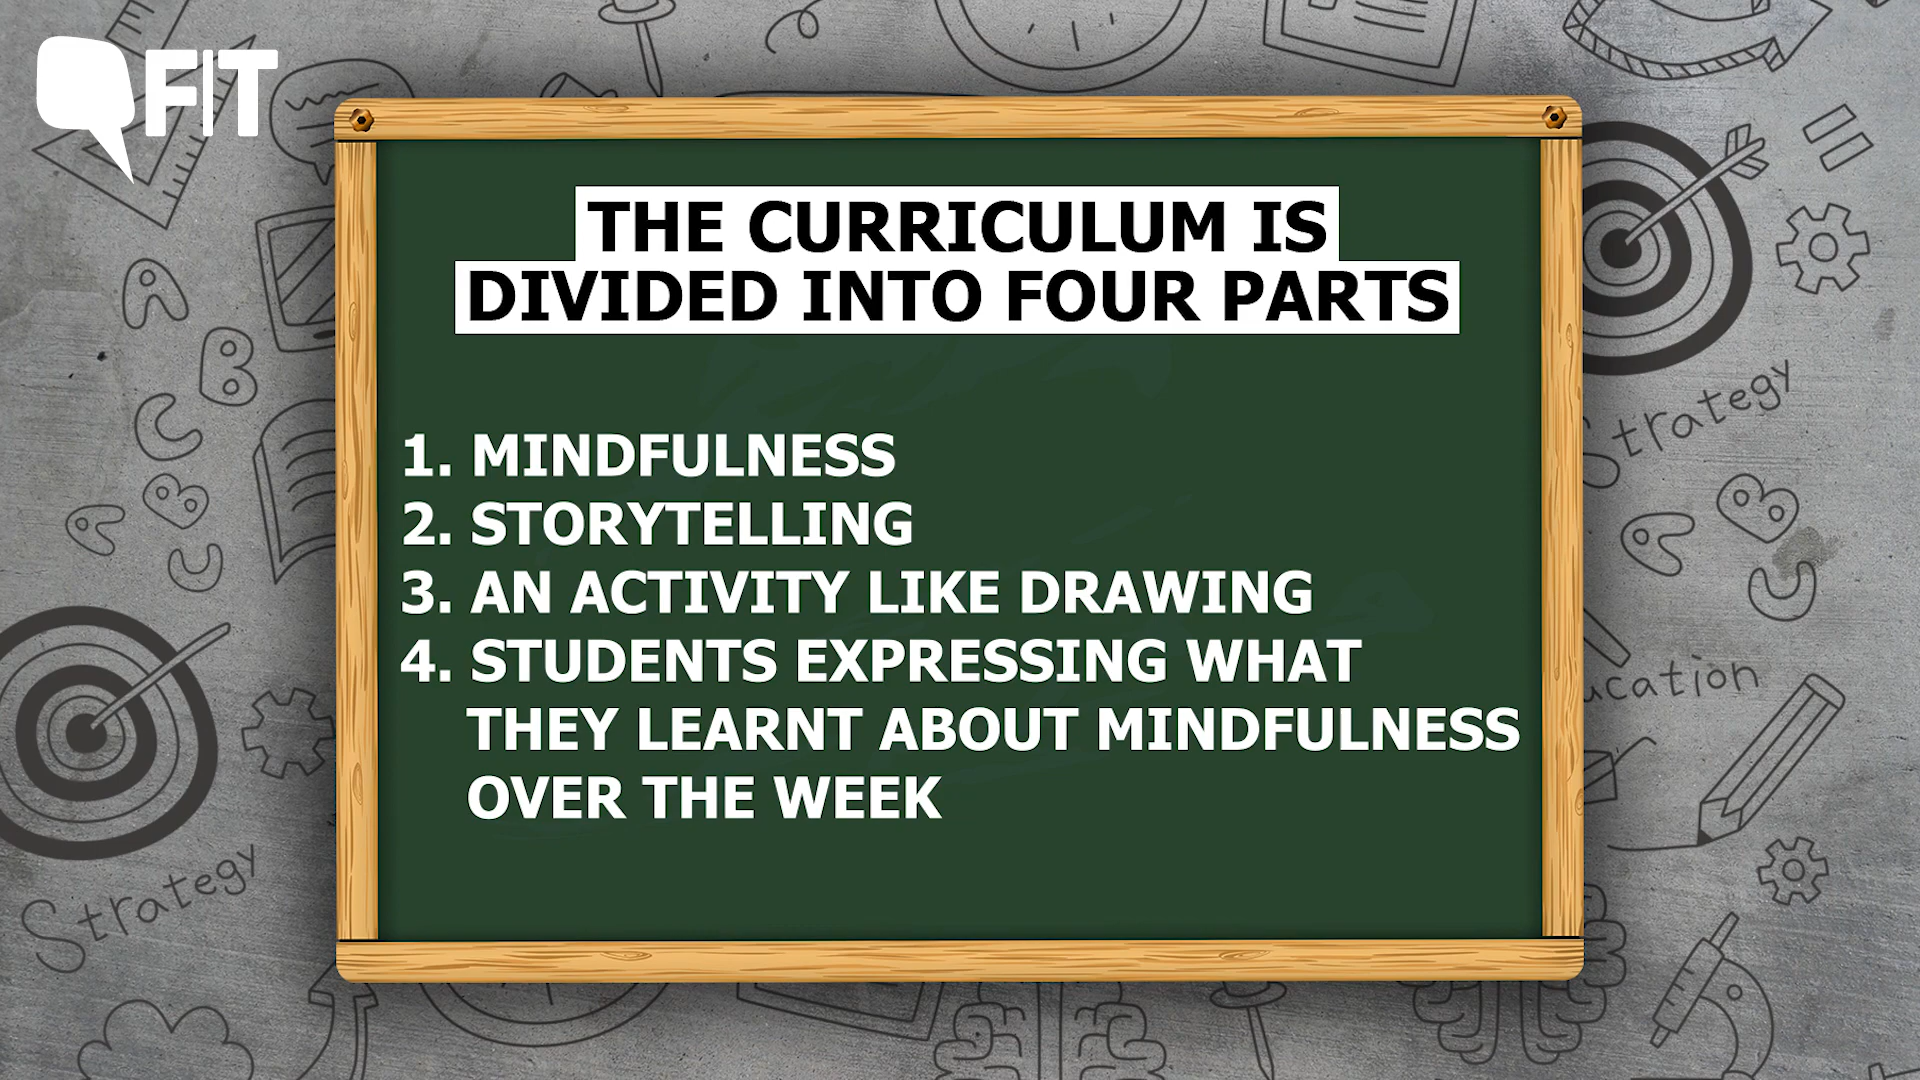 FIT
THE CURRICULUM IS
DIVIDED INTO FOUR PARTS
1. MINDFULNESS
2. STORYTELLING
3. AN ACTIVITY LIKE DRAWING
4. STUDENTS EXPRESSING WHAT
THEY LEARNT ABOUT MINDFULNESS
OVER THE WEEK
A
B
C
A
B
C
Strategy
Strategy
A
B
C
ucation